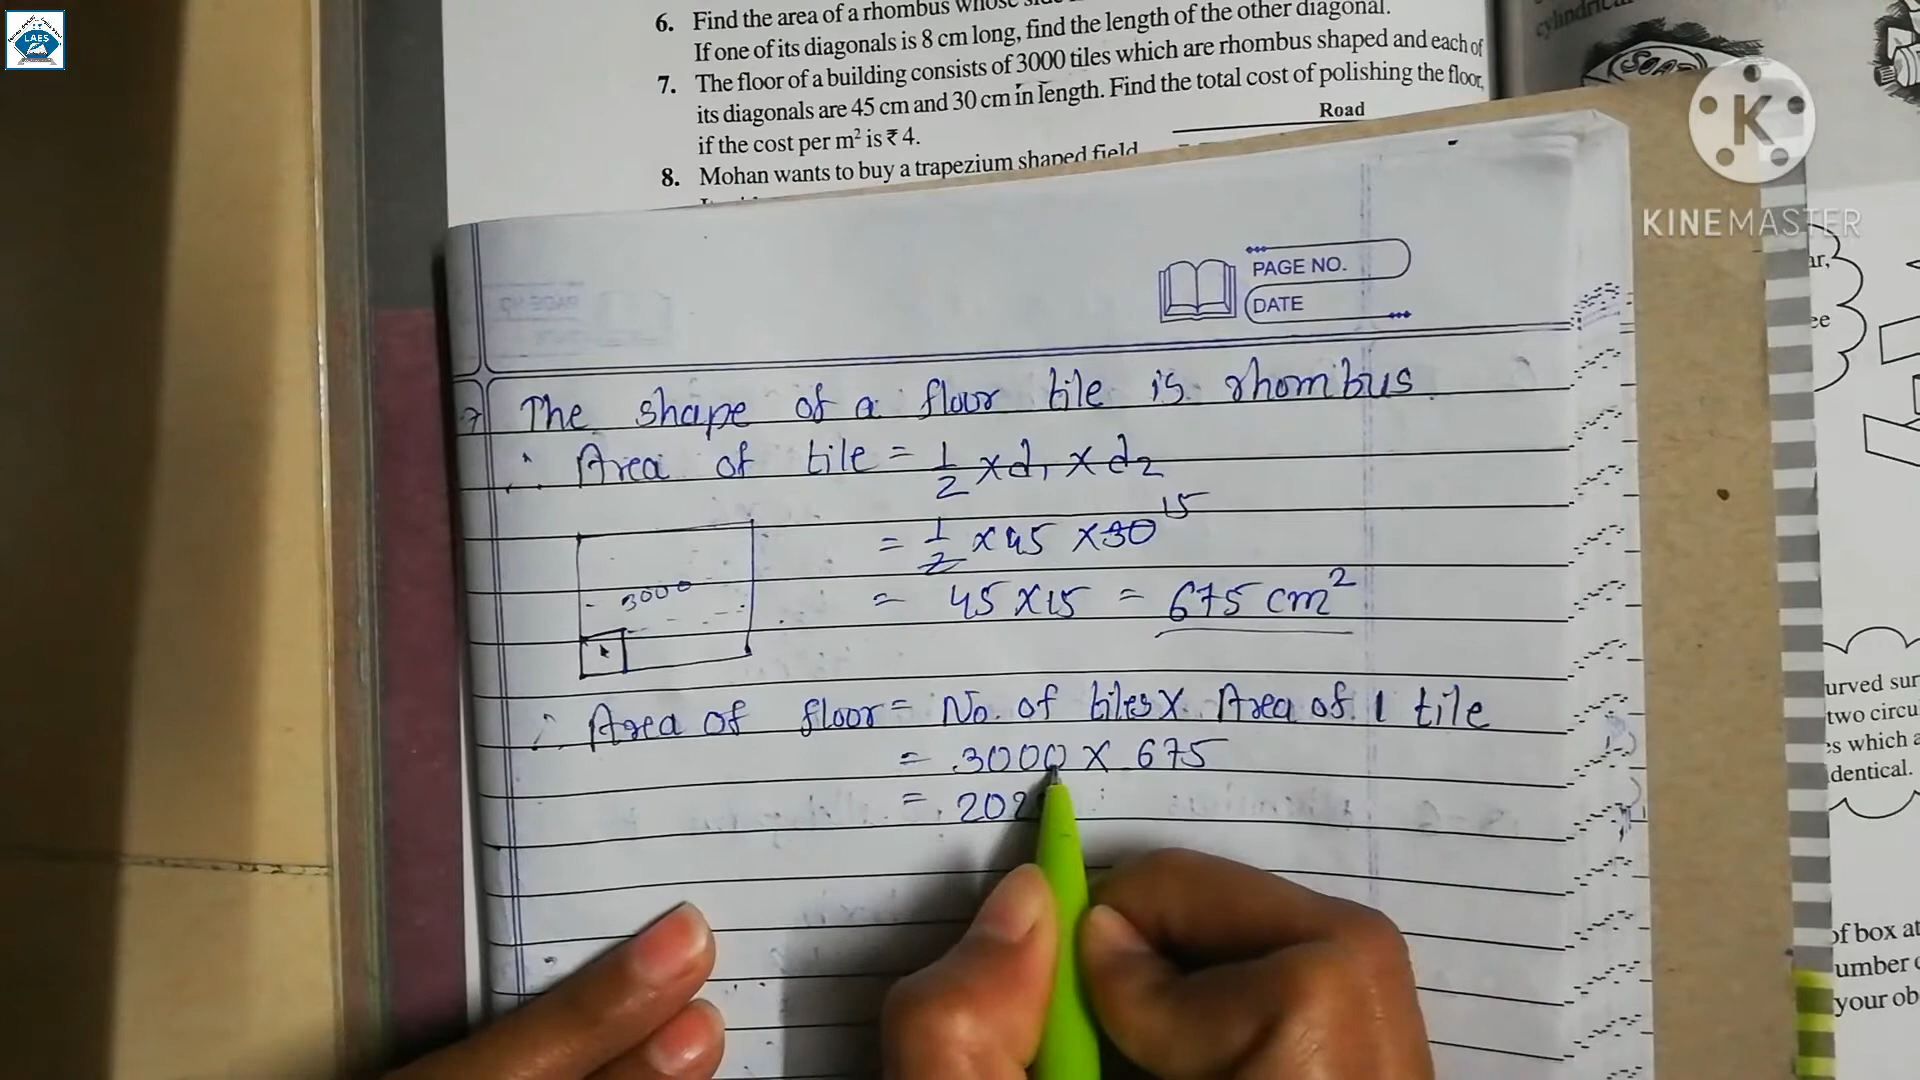 LAES
6. Find the area of a rhombus whose
If one of its diagonals is 8 cm long, find the length of the other diagonal.
7. The floor of a building consists of 3000 tiles which are rhombus shaped and each of
its diagonals are 45 cm and 30 cm in length. Find the total cost of polishing the floor,
if the cost per m² is ₹ 4.
Road
8. Mohan wants to buy a trapezium shaped field
SOAP
K
KINEMASTER
PAGE NO.
DATE
7) The shape of a floor tile is rhombus
∴ Area of tile = 1/2 × d1 × d2
= 1/2 × 45 × 30 15
= 45 × 15 = 675 cm²
3000
∴ Area of floor = No. of tiles × Area of 1 tile
= 3000 × 675
= 202
ee
urved sur
two circu
which a
dentical.
of box at
umber
your ob